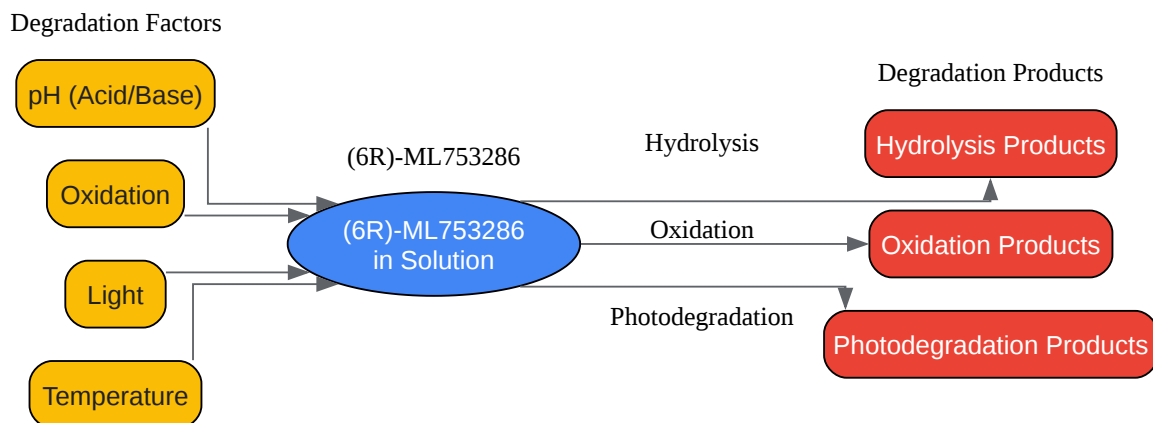 Degradation Factors
pH (Acid/Base)
Oxidation
Light
Temperature
(6R)-ML753286
(6R)-ML753286
in Solution
Hydrolysis
Oxidation
Photodegradation
Degradation Products
Hydrolysis Products
Oxidation Products
Photodegradation Products